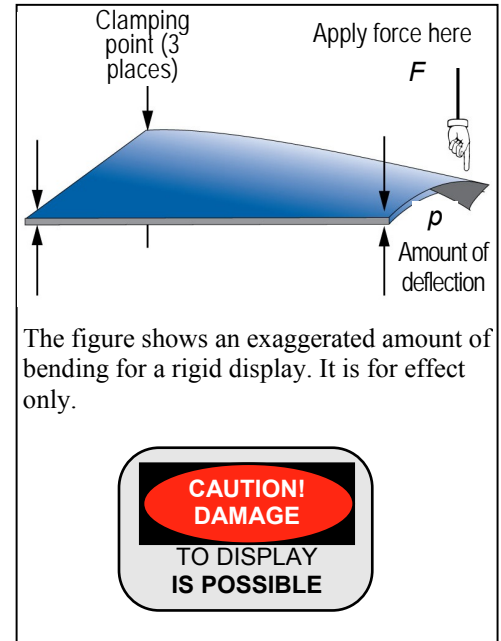 Clamping
point (3
places)
Apply force here
F
p
Amount of
deflection
The figure shows an exaggerated amount of
bending for a rigid display. It is for effect
only.
CAUTION!
DAMAGE
TO DISPLAY
IS POSSIBLE